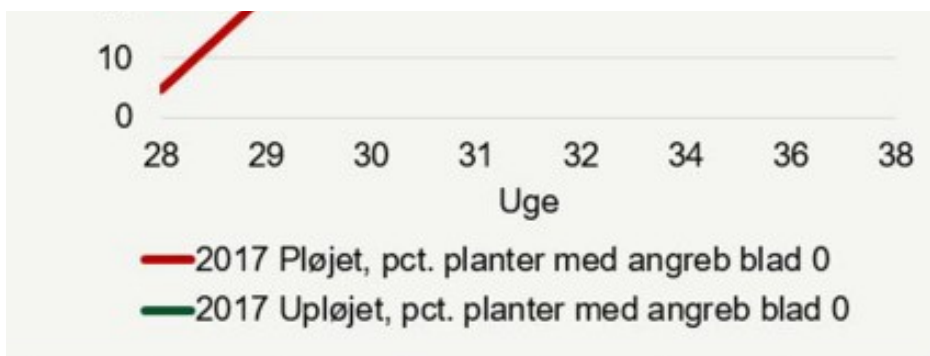 10
0
28 29 30 31 32 34 36 38
Uge
2017 Pløjet, pct. planter med angreb blad 0
2017 Upløjet, pct. planter med angreb blad 0